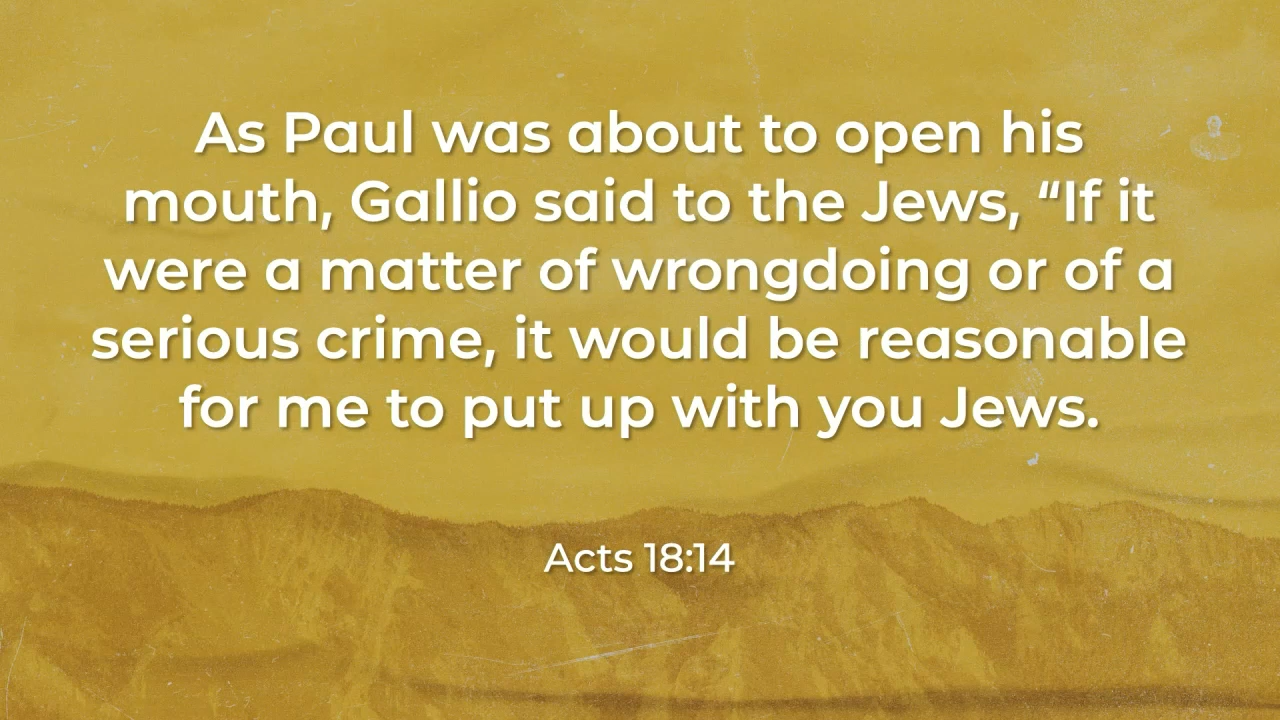 As Paul was about to open his
mouth, Gallio said to the Jews, “If it
were a matter of wrongdoing or of a
serious crime, it would be reasonable
for me to put up with you Jews.
Acts 18:14